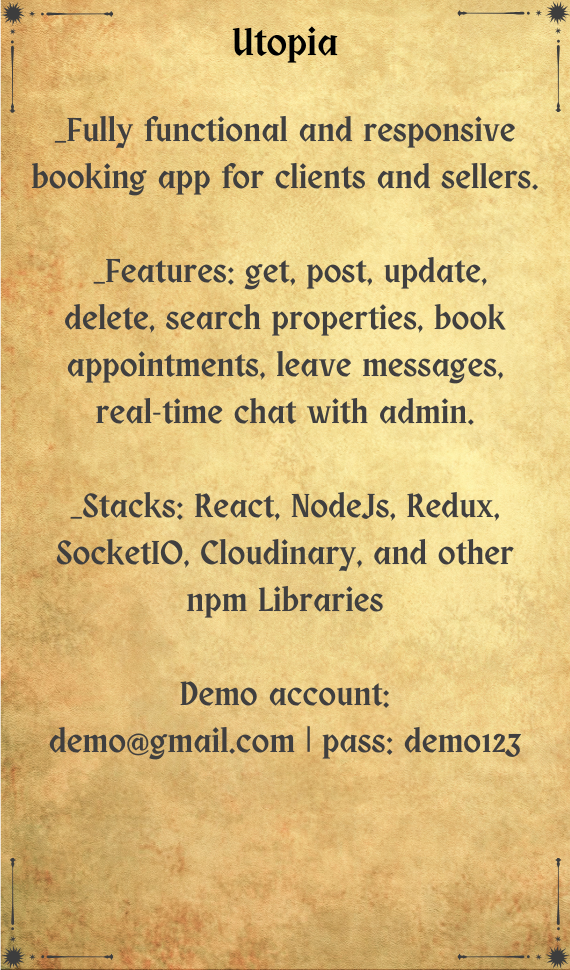 Utopia
_Fully functional and responsive
booking app for clients and sellers.
_Features: get, post, update,
delete, search properties, book
appointments, leave messages,
real-time chat with admin.
_Stacks: React, NodeJs, Redux,
SocketIO, Cloudinary, and other
npm Libraries
Demo account:
demo@gmail.com | pass: demo123